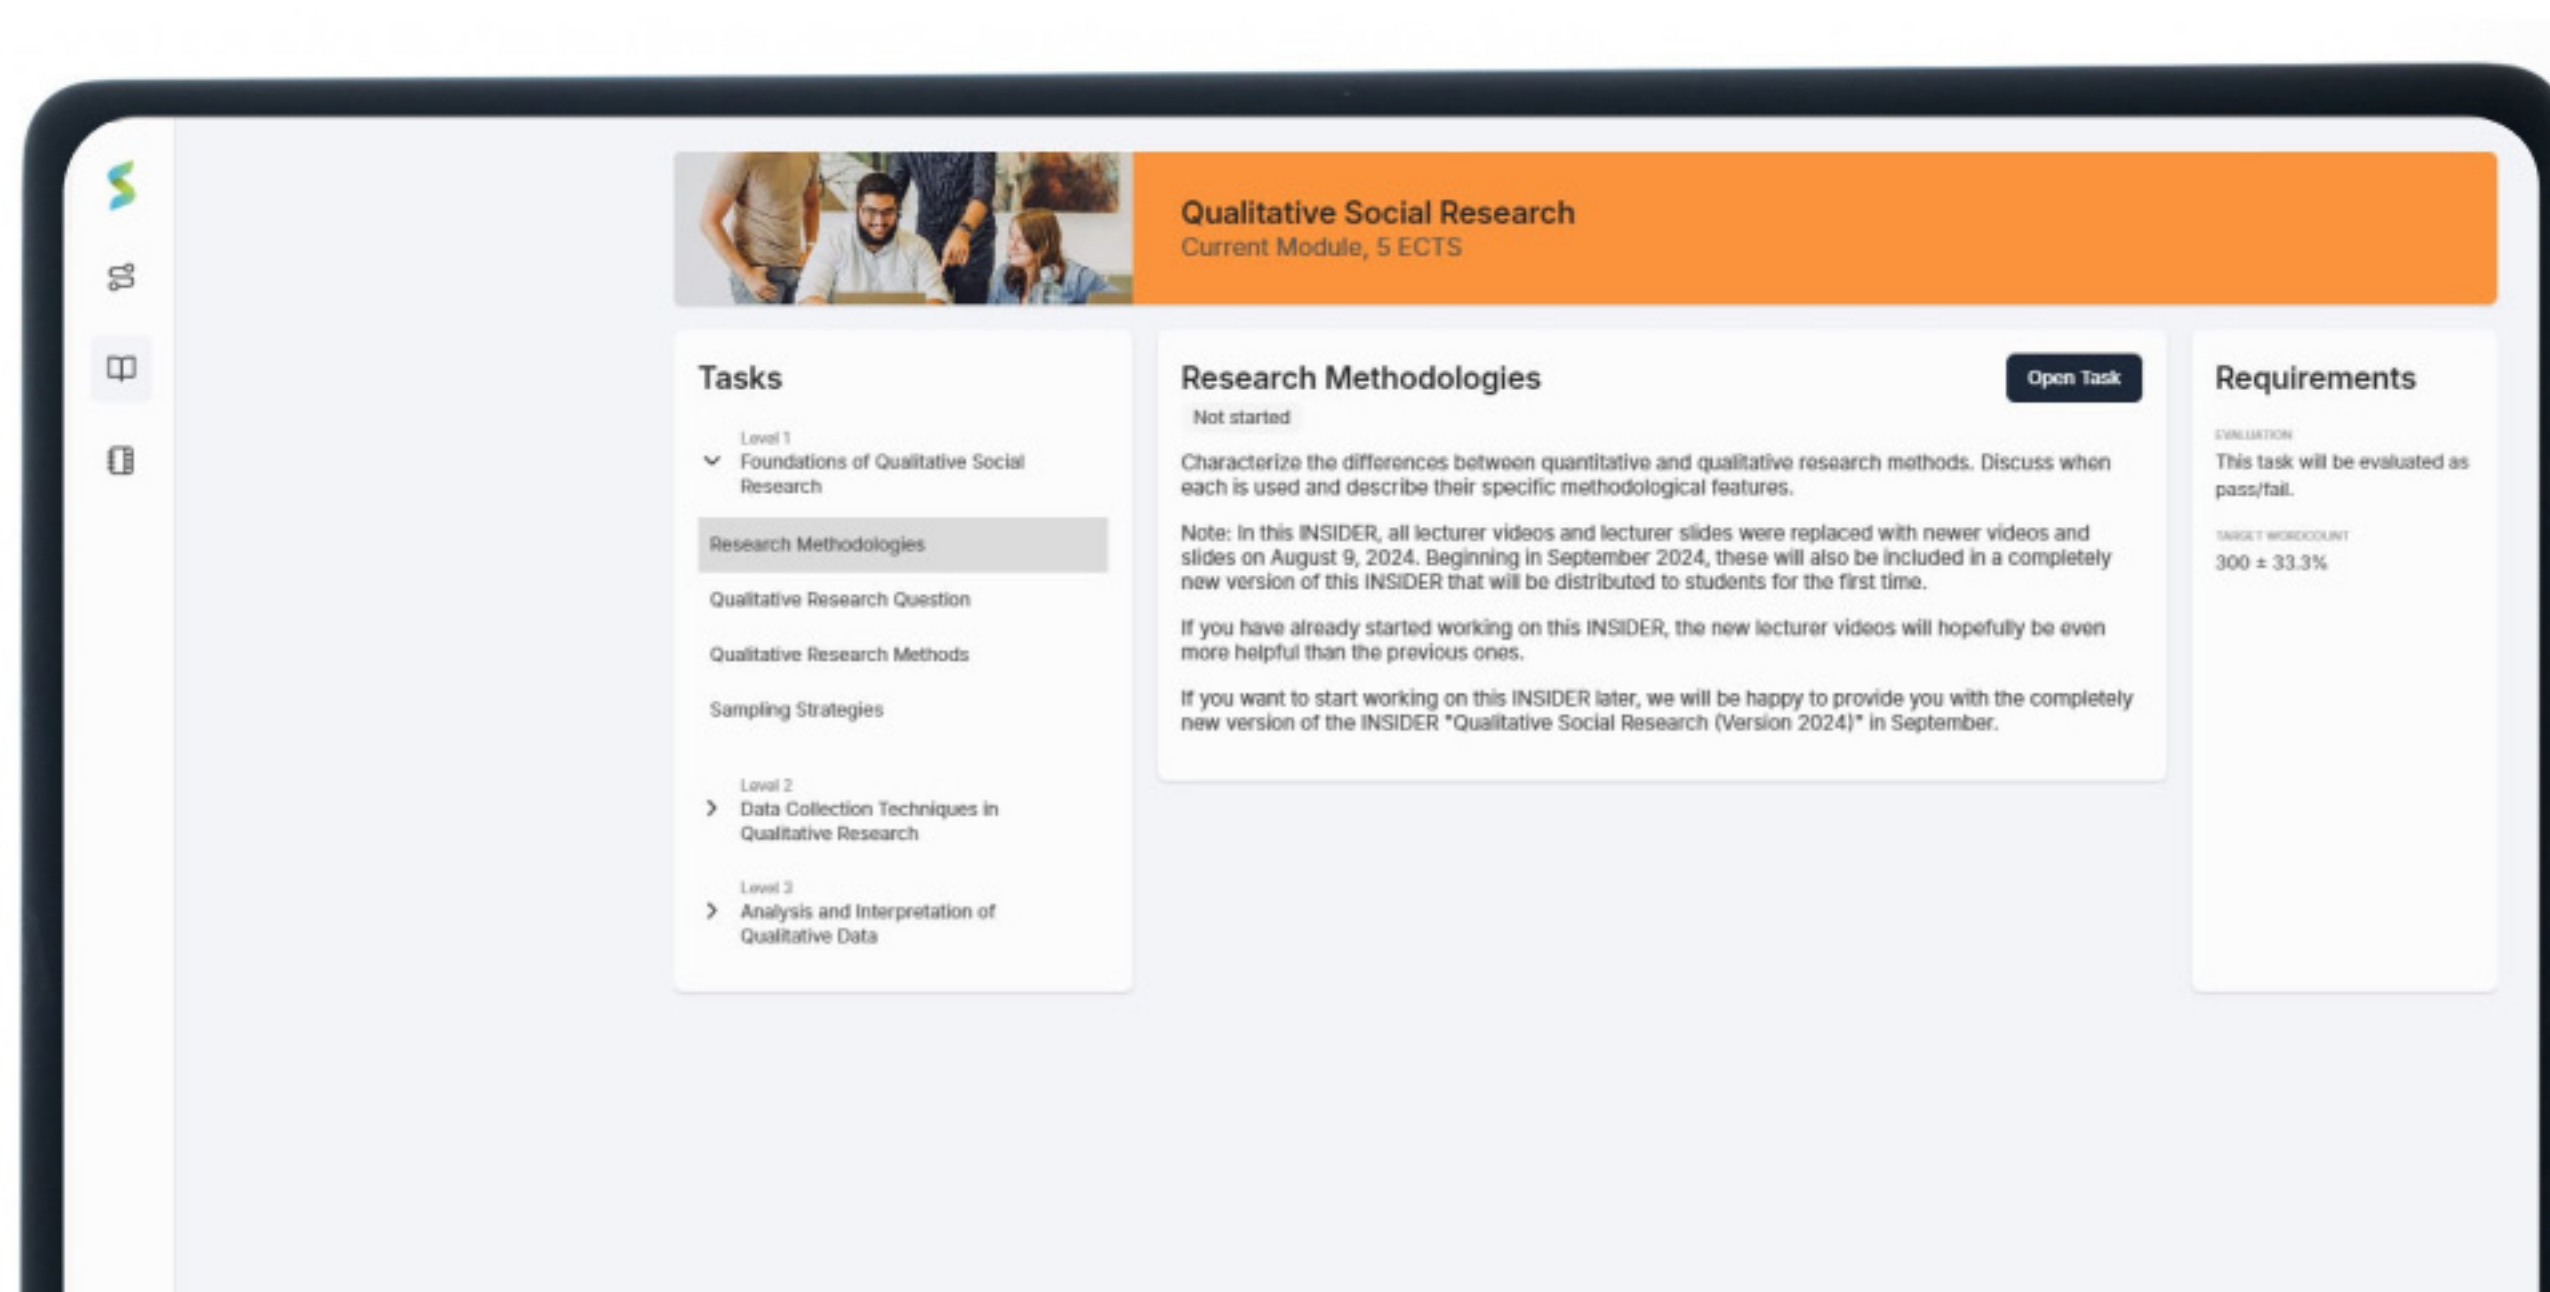 Qualitative Social Research
Current Module, 5 ECTS
Tasks
Level 1
Foundations of Qualitative Social
Research
Research Methodologies
Qualitative Research Question
Qualitative Research Methods
Sampling Strategies
Level 2
Data Collection Techniques in
Qualitative Research
Level 3
Analysis and Interpretation of
Qualitative Data
Research Methodologies
Open Task
Not started
Characterize the differences between quantitative and qualitative research methods. Discuss when
each is used and describe their specific methodological features.
Note: In this INSIDER, all lecturer videos and lecturer slides were replaced with newer videos and
slides on August 9, 2024. Beginning in September 2024, these will also be included in a completely
new version of this INSIDER that will be distributed to students for the first time.
If you have already started working on this INSIDER, the new lecturer videos will hopefully be even
more helpful than the previous ones.
If you want to start working on this INSIDER later, we will be happy to provide you with the completely
new version of the INSIDER "Qualitative Social Research (Version 2024)" in September.
Requirements
EVALUATION
This task will be evaluated as
pass/fail.
TARGET WORDCOUNT
300 ± 33.3%